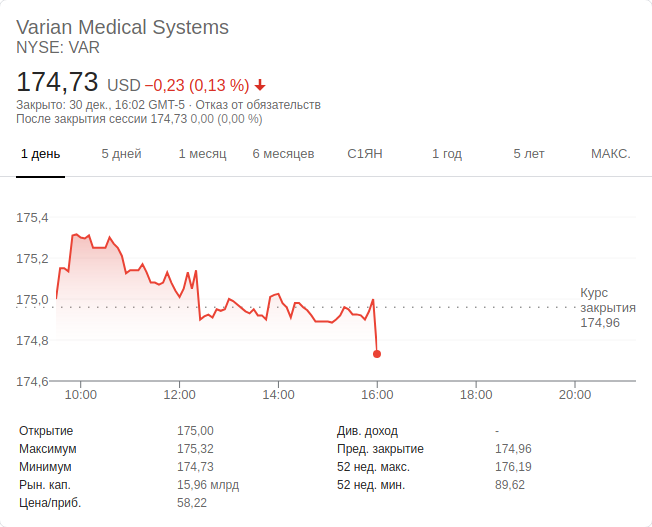 Varian Medical Systems
NYSE: VAR
174,73 USD −0,23 (0,13 %)
Закрыто: 30 дек., 16:02 GMT-5 · Отказ от обязательств
После закрытия сессии 174,73 0,00 (0,00 %)
1 день 5 дней 1 месяц 6 месяцев С1ЯН 1 год 5 лет МАКС.
175,4
175,2
175,0
174,8
174,6
Курс
закрытия
174,96
10:00 12:00 14:00 16:00 18:00 20:00
Открытие 175,00 Див. доход -
Максимум 175,32 Пред. закрытие 174,96
Минимум 174,73 52 нед. макс. 176,19
Рын. кап. 15,96 млрд 52 нед. мин. 89,62
Цена/приб. 58,22